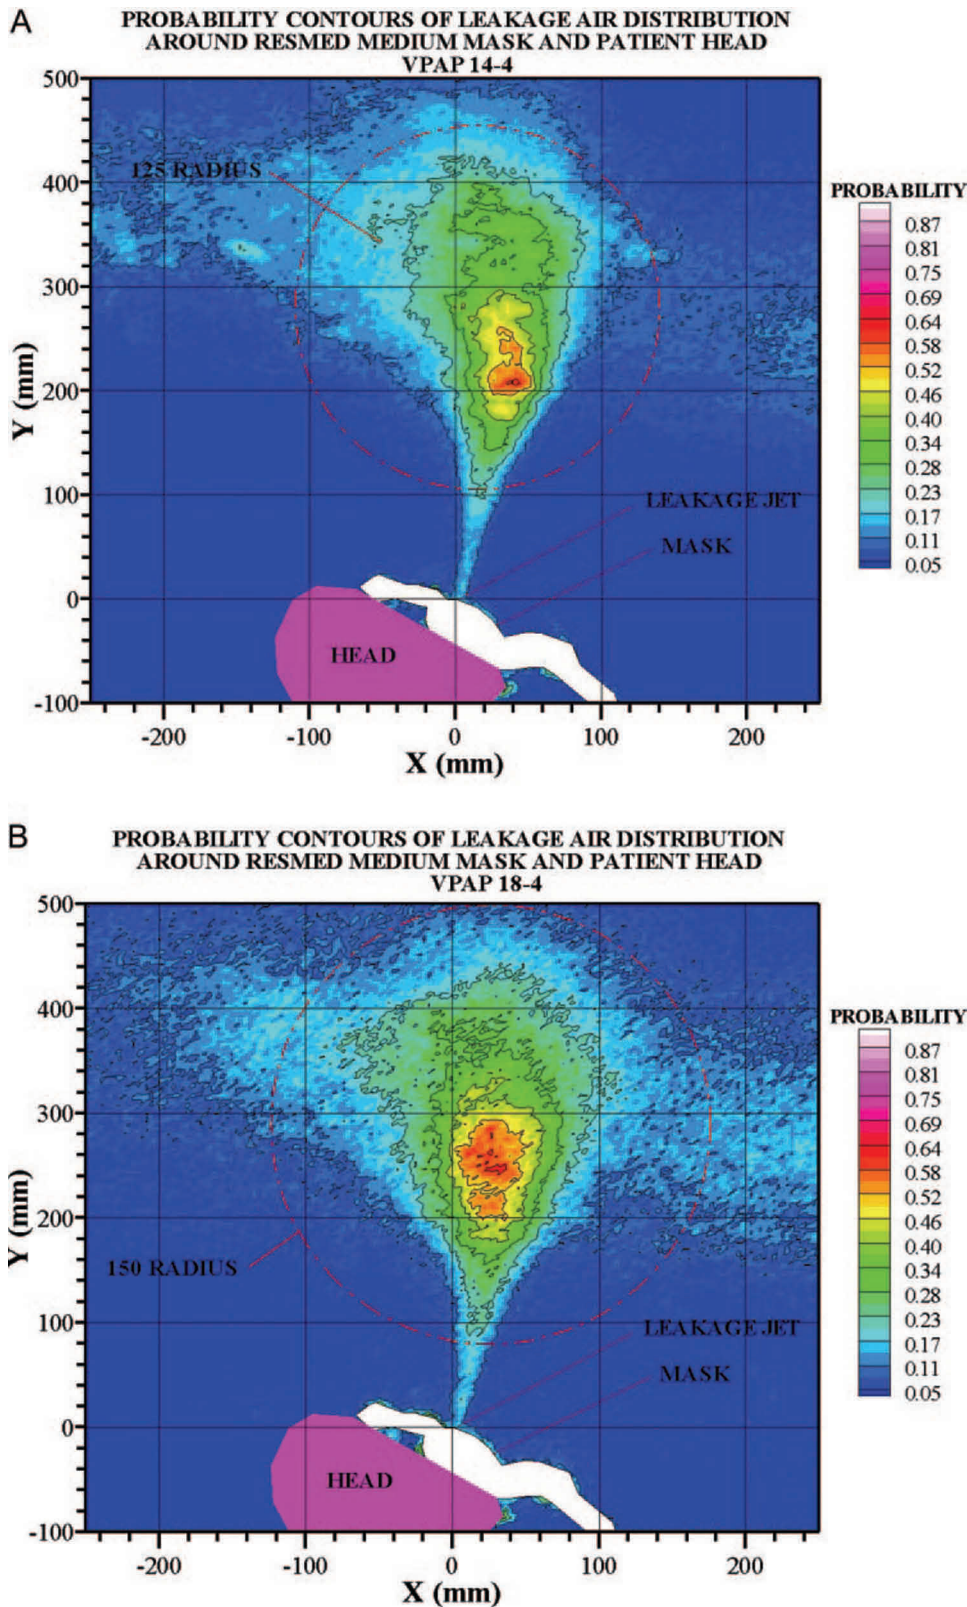 A
PROBABILITY CONTOURS OF LEAKAGE AIR DISTRIBUTION
AROUND RESMED MEDIUM MASK AND PATIENT HEAD
VPAP 14-4
500
400
300
200
100
0
-100
Y (mm)
125 RADIUS
LEAKAGE JET
MASK
HEAD
-200
-100
0
100
200
X (mm)
PROBABILITY
0.87
0.81
0.75
0.69
0.64
0.58
0.52
0.46
0.40
0.34
0.28
0.23
0.17
0.11
0.05
B
PROBABILITY CONTOURS OF LEAKAGE AIR DISTRIBUTION
AROUND RESMED MEDIUM MASK AND PATIENT HEAD
VPAP 18-4
500
400
300
200
100
0
-100
Y (mm)
150 RADIUS
LEAKAGE JET
MASK
HEAD
-200
-100
0
100
200
X (mm)
PROBABILITY
0.87
0.81
0.75
0.69
0.64
0.58
0.52
0.46
0.40
0.34
0.28
0.23
0.17
0.11
0.05